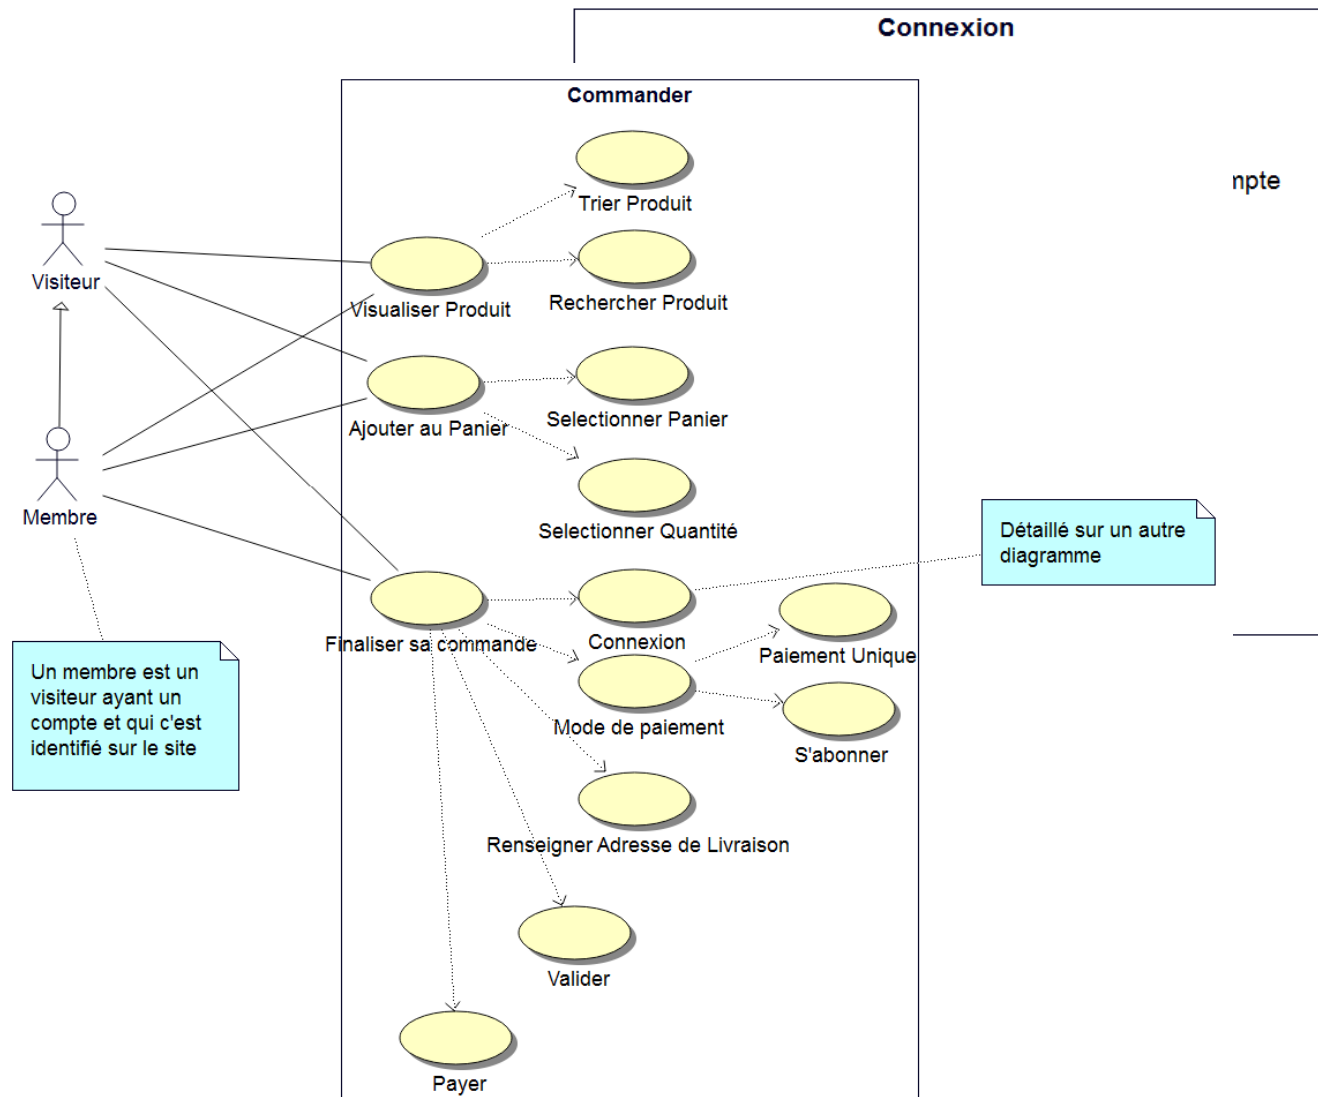 Connexion
Commander
Trier Produit
Visiteur
Rechercher Produit
Visualiser Produit
Selectionner Panier
Ajouter au Panier
Membre
Selectionner Quantité
Détaillé sur un autre
diagramme
Finaliser sa commande
Connexion
Paiement Unique
Un membre est un
visiteur ayant un
compte et qui c'est
identifié sur le site
Mode de paiement
S'abonner
Renseigner Adresse de Livraison
Valider
Payer